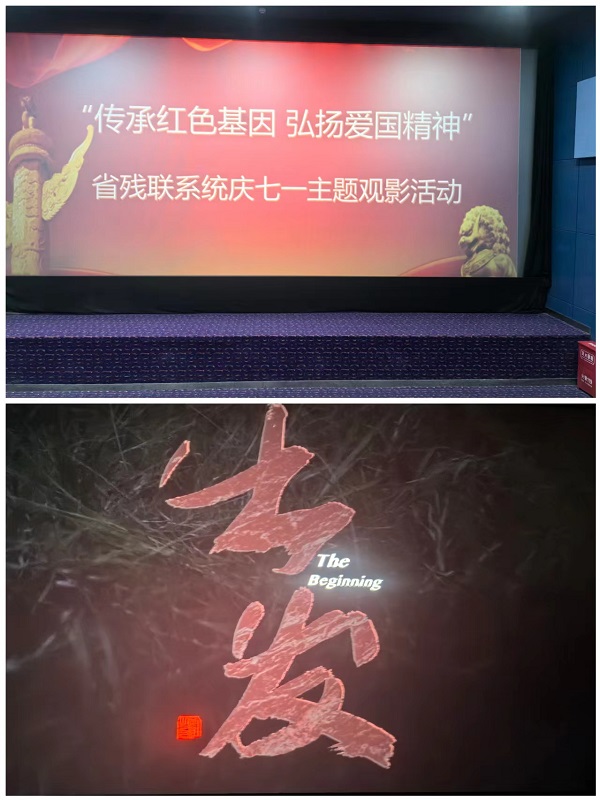 “传承红色基因 弘扬爱国精神”
省残联系统庆七一主题观影活动
出
The
Beginning
发